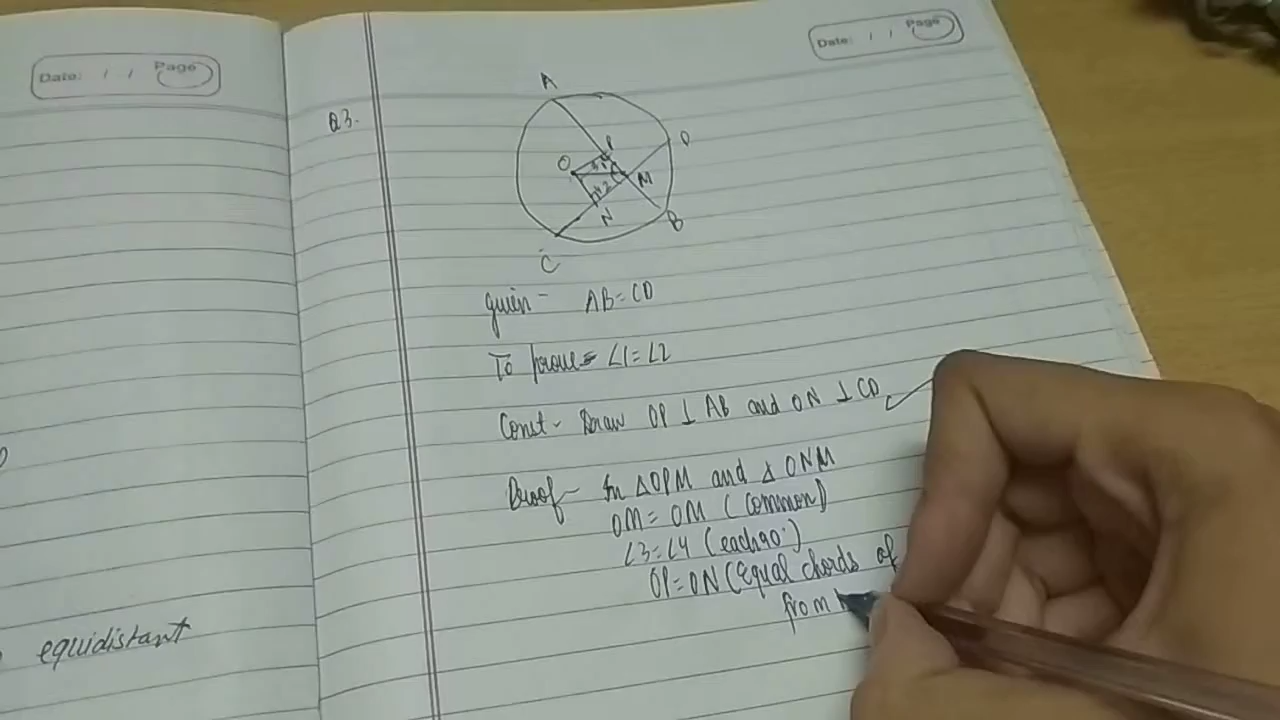 Date: / / Page
Date: / / Page
Q3.
A
D
P
O
M
N
B
C
given - AB = CD
To prove - ∠1 = ∠2
Const - Draw OP ⊥ AB and ON ⊥ CD
Proof - In △OPM and △ONM
OM = OM (Common)
∠3 = ∠4 (each 90°)
OP = ON (Equal chords of
from
equidistant